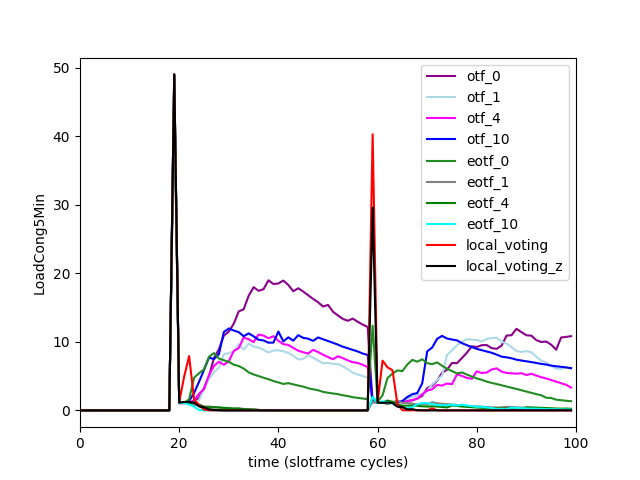 50
40
30
20
10
0
LoadCong5Min
0 20 40 60 80 100
time (slotframe cycles)
otf_0
otf_1
otf_4
otf_10
eotf_0
eotf_1
eotf_4
eotf_10
local_voting
local_voting_z